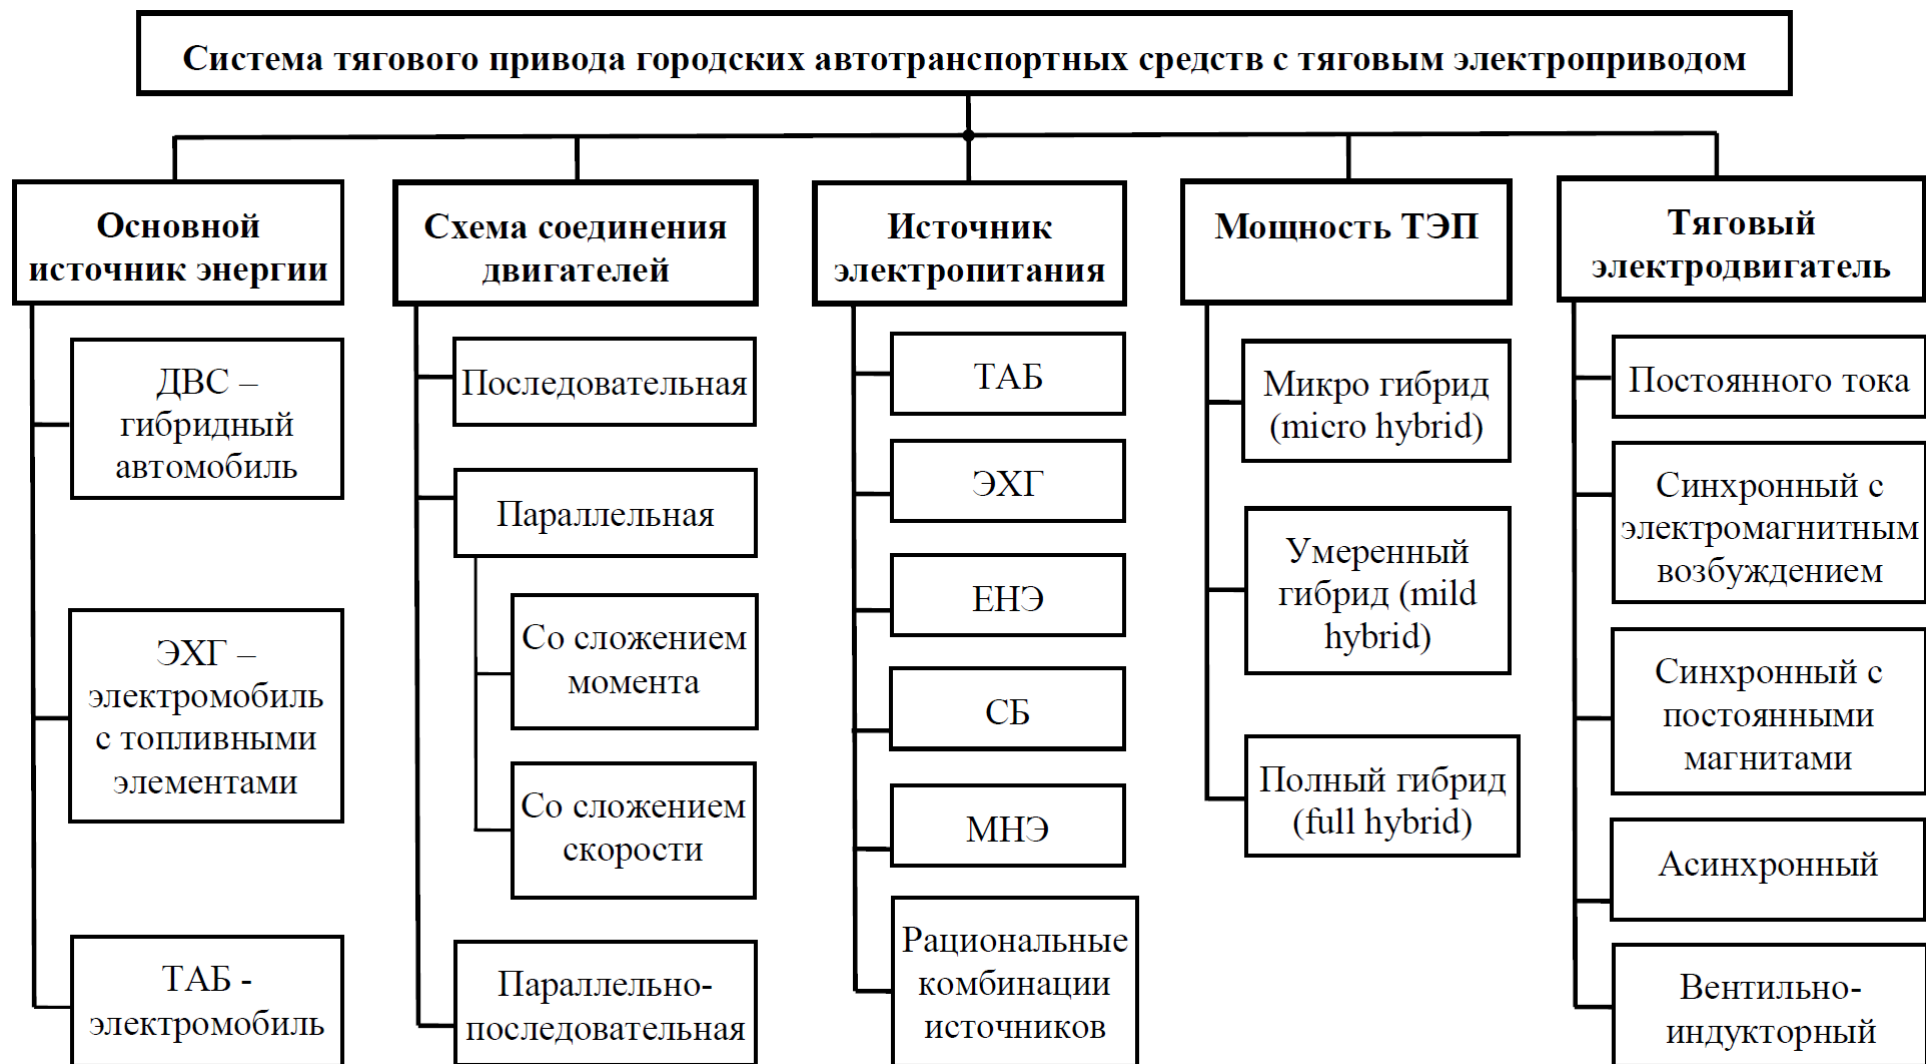 Система тягового привода городских автотранспортных средств с тяговым электроприводом
Основной
источник энергии
ДВС –
гибридный
автомобиль
ЭХГ –
электромобиль
с топливными
элементами
ТАБ -
электромобиль
Схема соединения
двигателей
Последовательная
Параллельная
Со сложением
момента
Со сложением
скорости
Параллельно-
последовательная
Источник
электропитания
ТАБ
ЭХГ
ЕНЭ
СБ
МНЭ
Рациональные
комбинации
источников
Мощность ТЭП
Микро гибрид
(micro hybrid)
Умеренный
гибрид (mild
hybrid)
Полный гибрид
(full hybrid)
Тяговый
электродвигатель
Постоянного тока
Синхронный с
электромагнитным
возбуждением
Синхронный с
постоянными
магнитами
Асинхронный
Вентильно-
индукторный